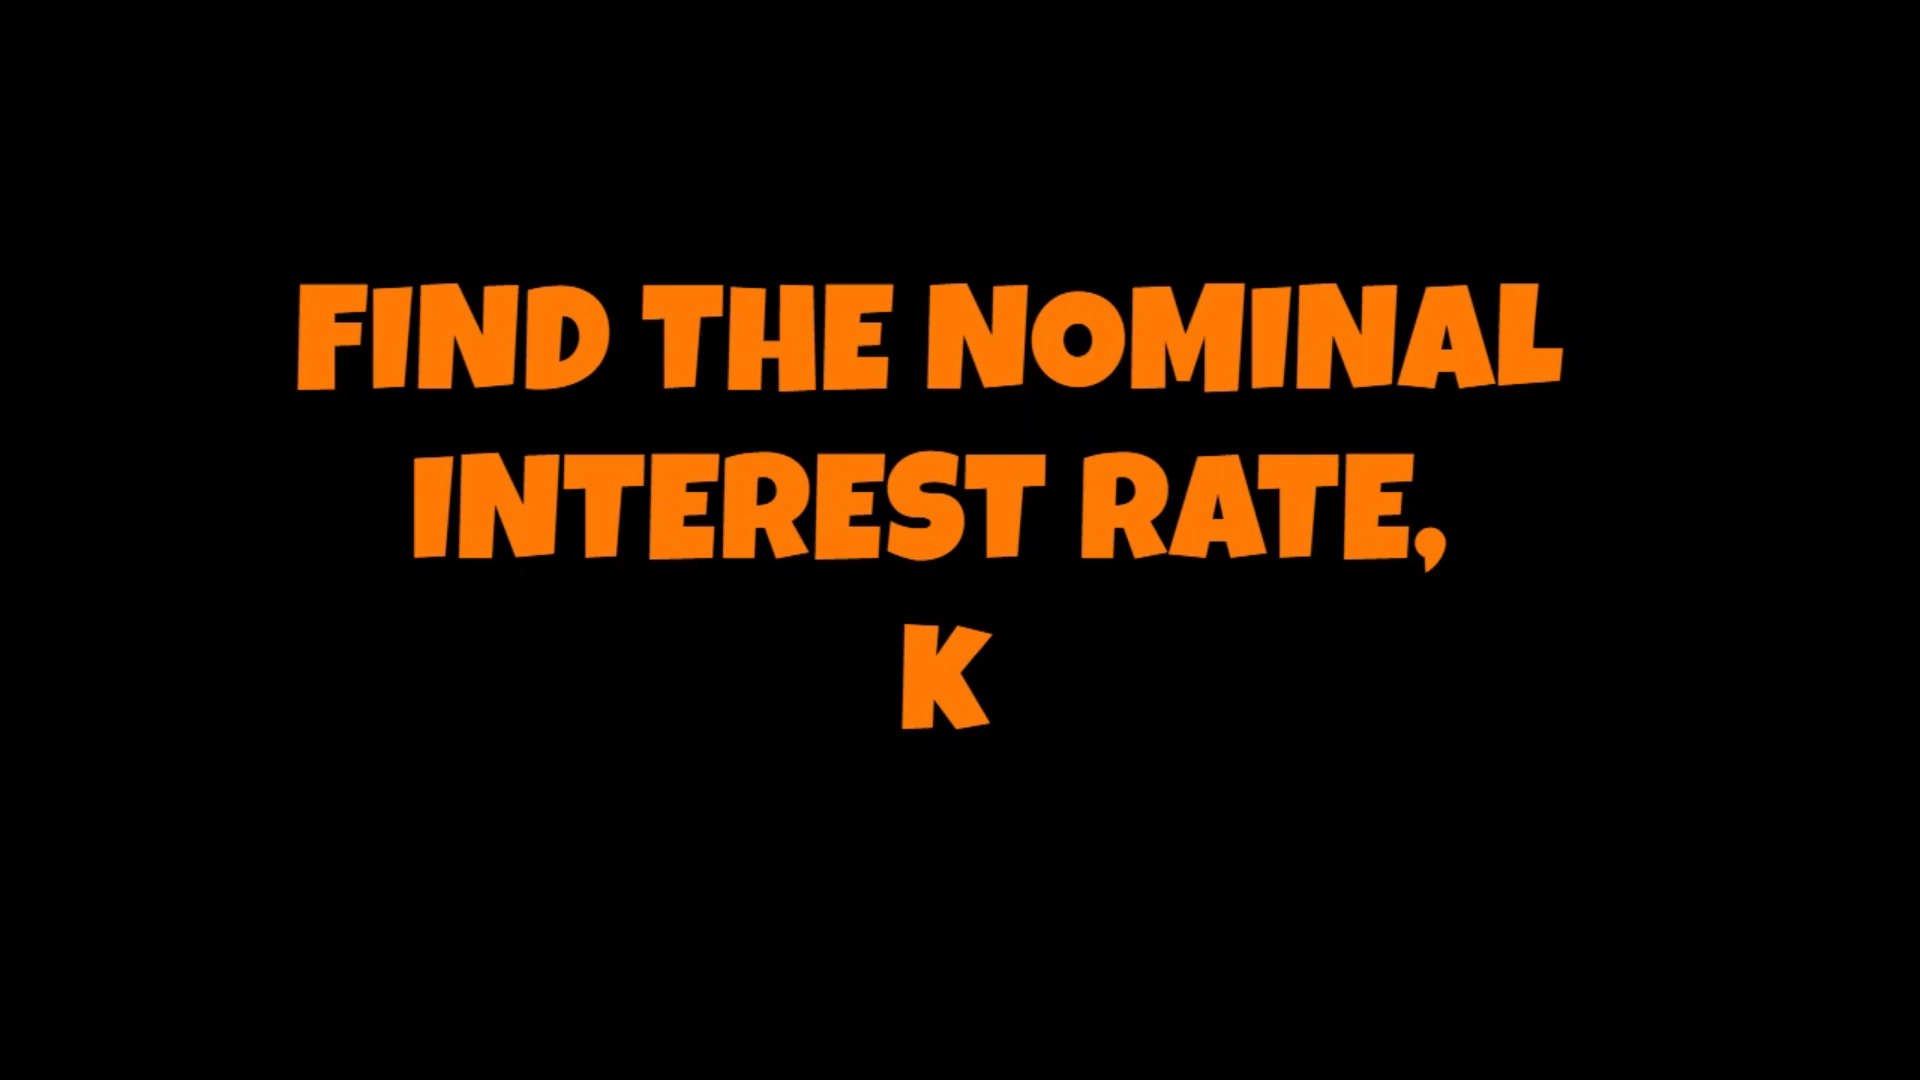 FIND THE NOMINAL
INTEREST RATE,
K